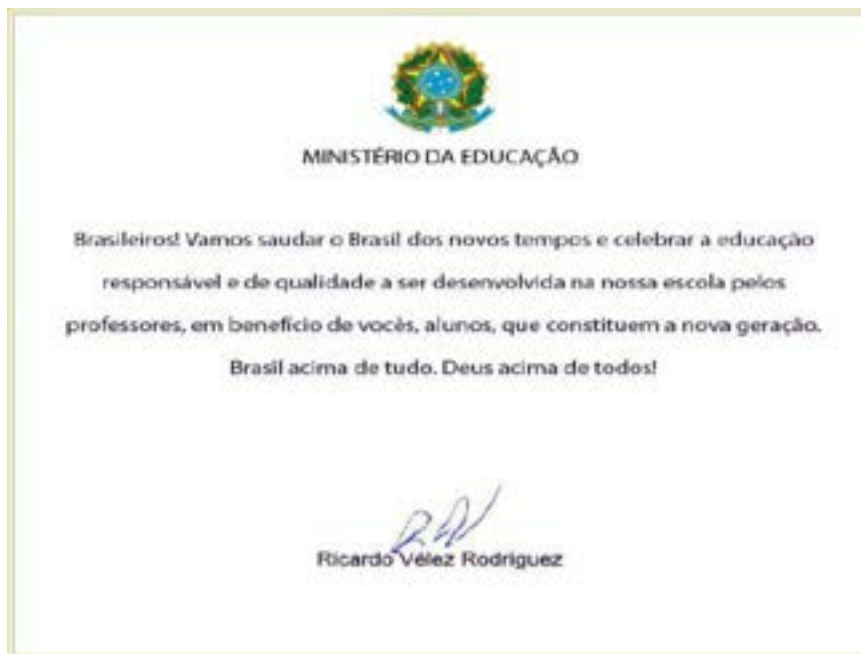 MINISTÉRIO DA EDUCAÇÃO
Brasileiros! Vamos saudar o Brasil dos novos tempos e celebrar a educação
responsável e de qualidade a ser desenvolvida na nossa escola pelos
professores, em benefício de vocês, alunos, que constituem a nova geração.
Brasil acima de tudo. Deus acima de todos!
Ricardo Vélez Rodríguez